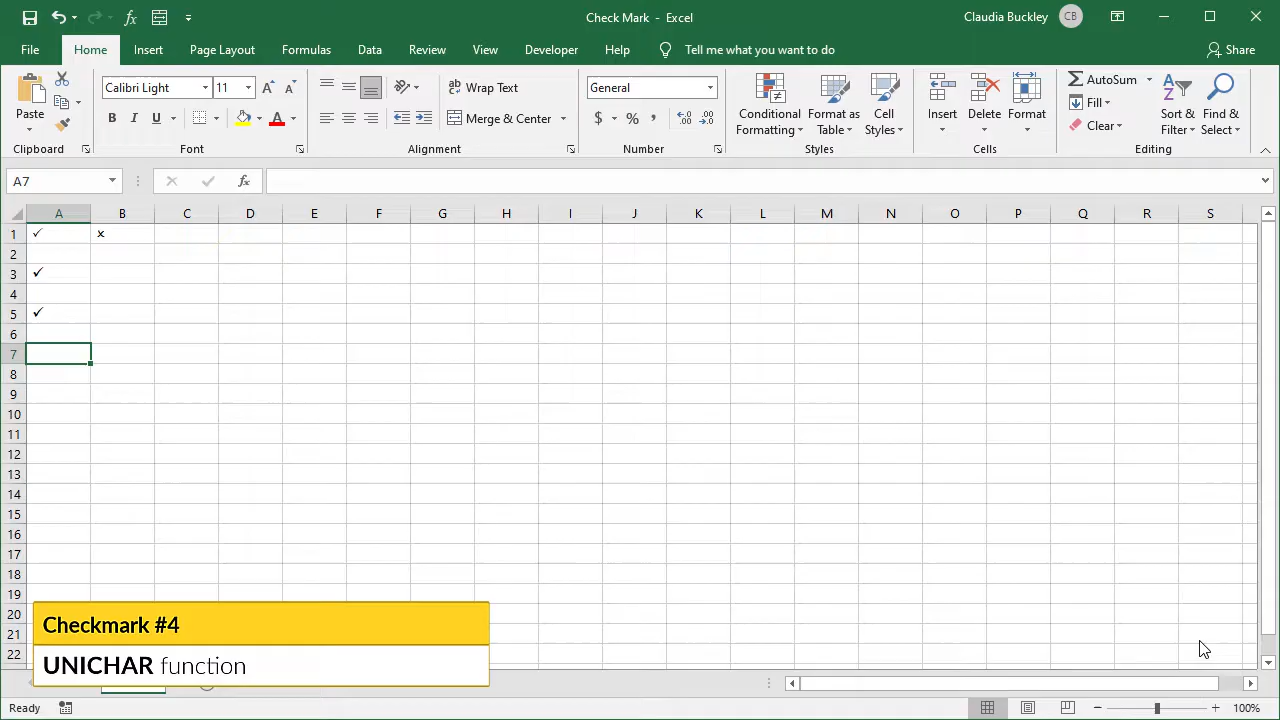 Check Mark - Excel
Claudia Buckley
CB
File
Home
Insert
Page Layout
Formulas
Data
Review
View
Developer
Help
Tell me what you want to do
Share
Paste
Clipboard
Calibri Light
11
B
I
U
A
A
A
Font
Wrap Text
Merge & Center
Alignment
General
$
%
,
Number
Conditional
Formatting
Format as
Table
Cell
Styles
Styles
Insert
Delete
Format
Cells
AutoSum
Fill
Clear
Sort &
Filter
Find &
Select
Editing
A7
fx
A B C D E F G H I J K L M N O P Q R S
1 ✓ x
2
3 ✓
4
5 ✓
6
7
8
9
10
11
12
13
14
15
16
17
18
19
20
21
22
Checkmark #4
UNICHAR function
Ready
100%